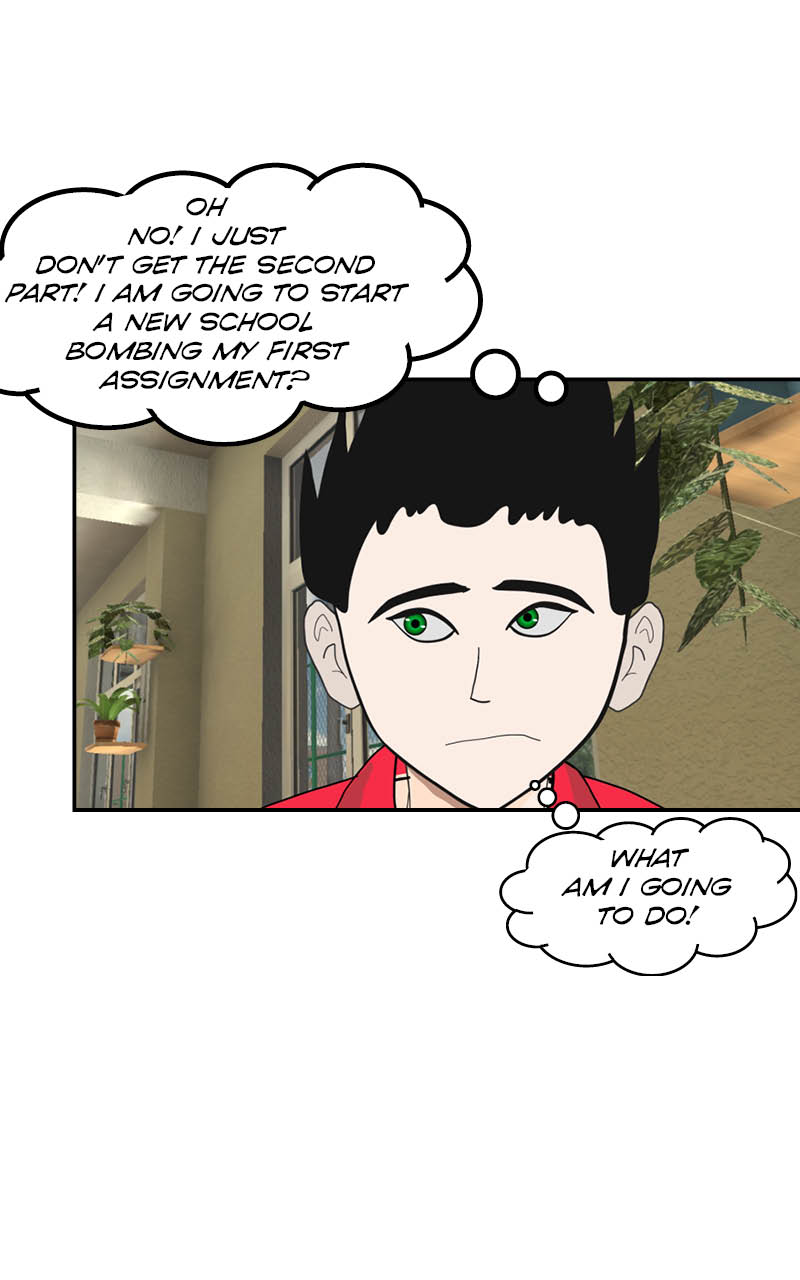 OH
NO! I JUST
DON'T GET THE SECOND
PART! I AM GOING TO START
A NEW SCHOOL
BOMBING MY FIRST
ASSIGNMENT?
WHAT
AM I GOING
TO DO!